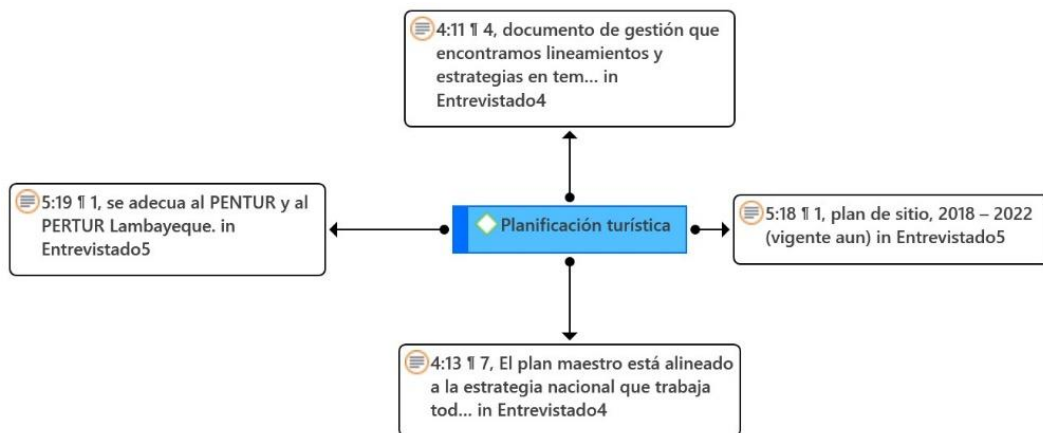 4:11 ¶ 4, documento de gestión que
encontramos lineamientos y
estrategias en tem... in
Entrevistado4
5:19 ¶ 1, se adecua al PENTUR y al
PERTUR Lambayeque. in
Entrevistado5
Planificación turística
5:18 ¶ 1, plan de sitio, 2018 – 2022
(vigente aun) in Entrevistado5
4:13 ¶ 7, El plan maestro está alineado
a la estrategia nacional que trabaja
tod... in Entrevistado4